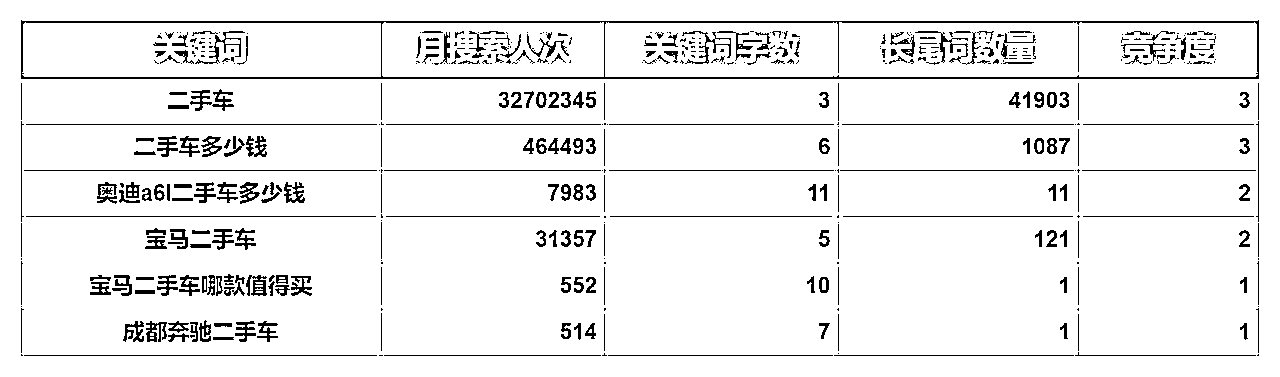 关键词 月搜索人次 关键词字数 长尾词数量 竞争度
二手车 32702345 3 41903 3
二手车多少钱 464493 6 1087 3
奥迪a6l二手车多少钱 7983 11 11 2
宝马二手车 31357 5 121 2
宝马二手车哪款值得买 552 10 1 1
成都奔驰二手车 514 7 1 1